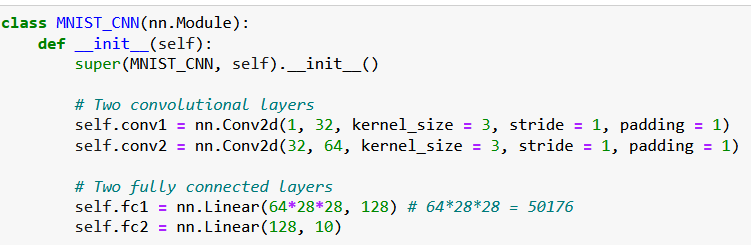 class MNIST_CNN(nn.Module):
    def __init__(self):
        super(MNIST_CNN, self).__init__()

        # Two convolutional layers
        self.conv1 = nn.Conv2d(1, 32, kernel_size = 3, stride = 1, padding = 1)
        self.conv2 = nn.Conv2d(32, 64, kernel_size = 3, stride = 1, padding = 1)

        # Two fully connected layers
        self.fc1 = nn.Linear(64*28*28, 128) # 64*28*28 = 50176
        self.fc2 = nn.Linear(128, 10)